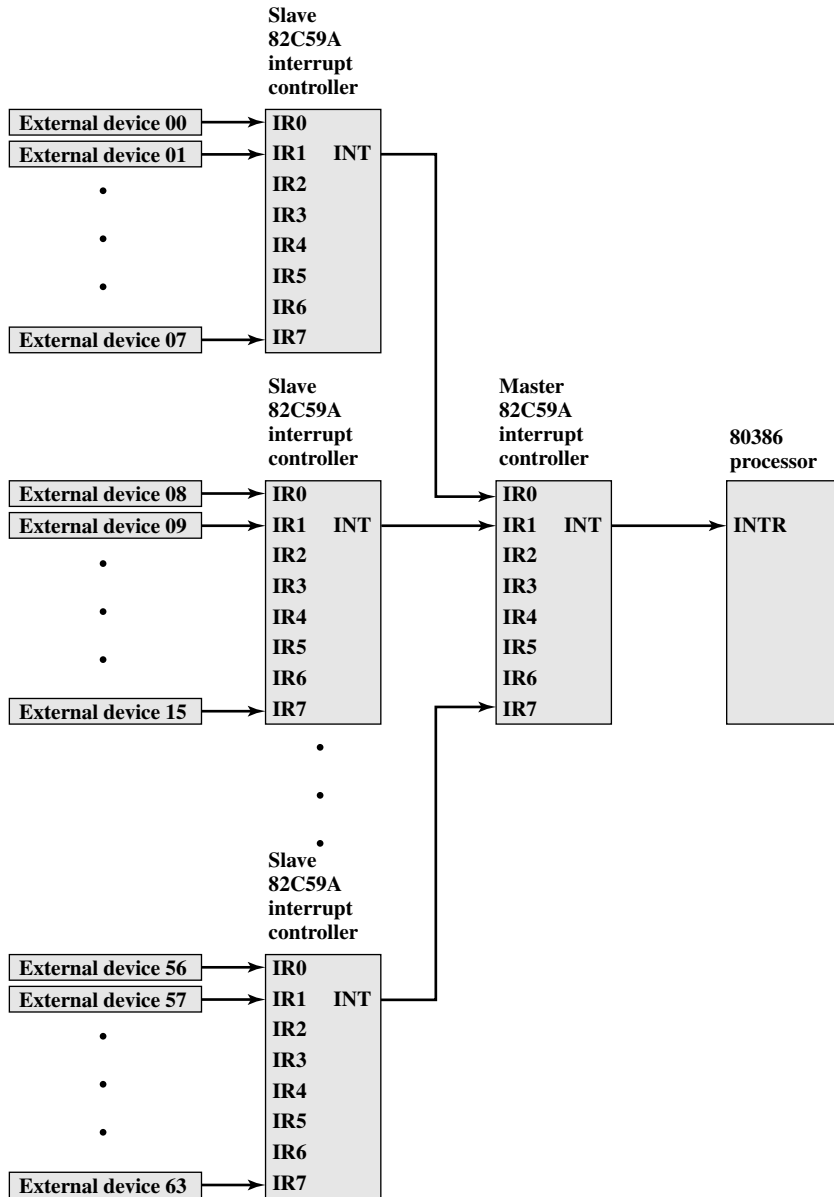 Slave
82C59A
interrupt
controller
External device 00
IR0
External device 01
IR1 INT
IR2
IR3
IR4
IR5
IR6
External device 07
IR7
Slave
82C59A
interrupt
controller
Master
82C59A
interrupt
controller
80386
processor
External device 08
IR0
IR0
External device 09
IR1 INT
IR1 INT
INTR
IR2
IR2
IR3
IR3
IR4
IR4
IR5
IR5
IR6
IR6
External device 15
IR7
IR7
Slave
82C59A
interrupt
controller
External device 56
IR0
External device 57
IR1 INT
IR2
IR3
IR4
IR5
IR6
External device 63
IR7